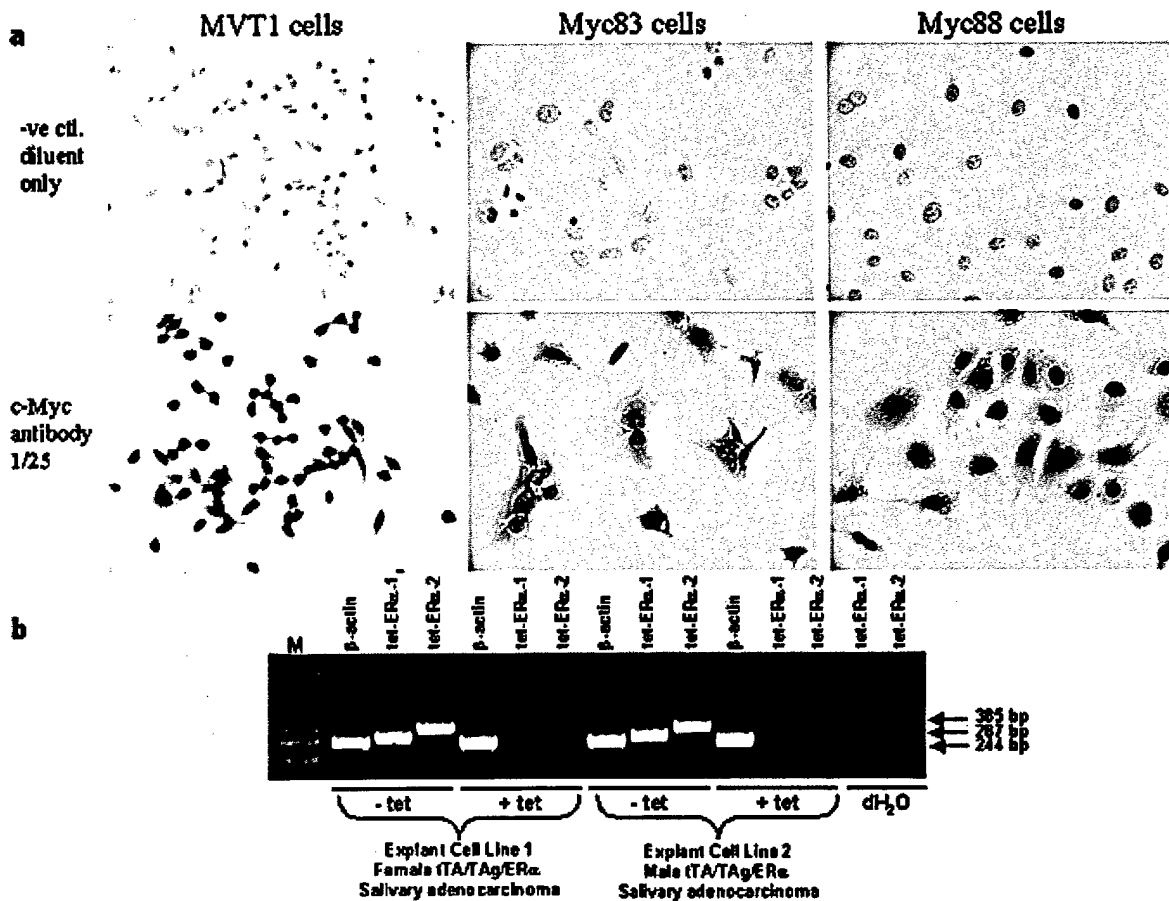 a
MVT1 cells
Myc83 cells
Myc88 cells
-ve ctl.
diluent
only
c-Myc
antibody
1/25
b
M
β-actin
tet-ERα-1
tet-ERα-2
β-actin
tet-ERα-1
tet-ERα-2
β-actin
tet-ERα-1
tet-ERα-2
β-actin
tet-ERα-1
tet-ERα-2
tet-ERα-1
tet-ERα-2
365 bp
287 bp
244 bp
- tet
+ tet
- tet
+ tet
dH₂O
Explant Cell Line 1
Female tTA/TAg/ERα
Salivary adenocarcinoma
Explant Cell Line 2
Male tTA/TAg/ERα
Salivary adenocarcinoma